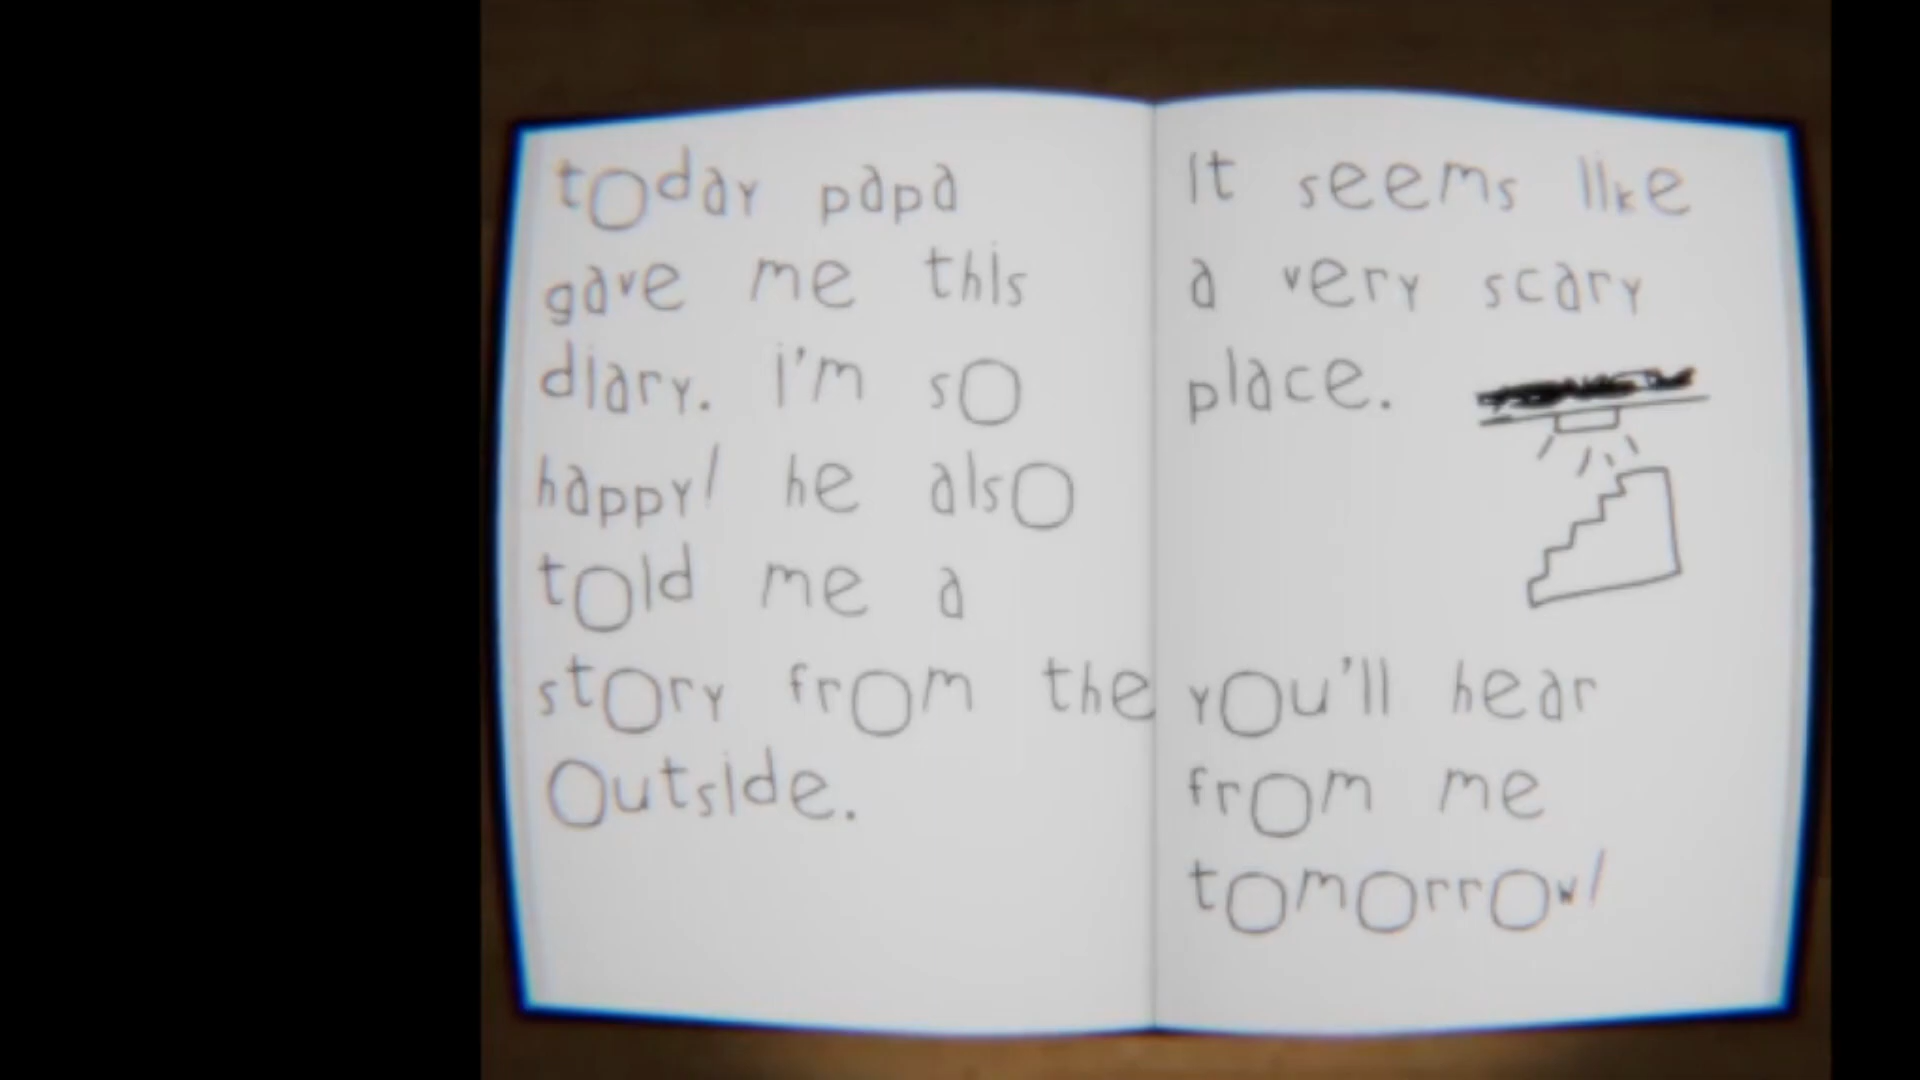 today papa
gave me this
diary. i'm so
happy! he also
told me a
story from the
Outside.
It seems like
a very scary
place.
you'll hear
from me
tomorrow!